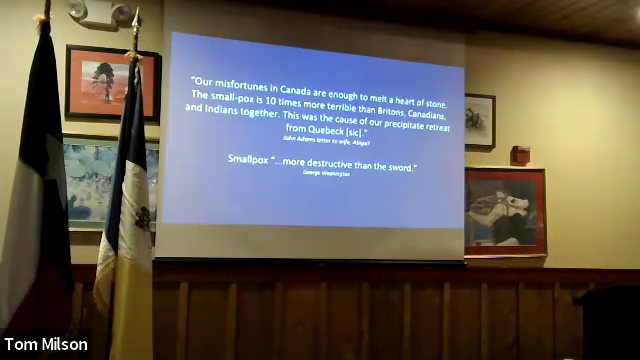 "Our misfortunes in Canada are enough to melt a heart of stone.
The small-pox is 10 times more terrible than Britons, Canadians,
and Indians together. This was the cause of our precipitate retreat
from Quebeck [sic]."
John Adams letter to wife,
Smallpox "...more destructive than the sword."
George Washington
Tom Milson